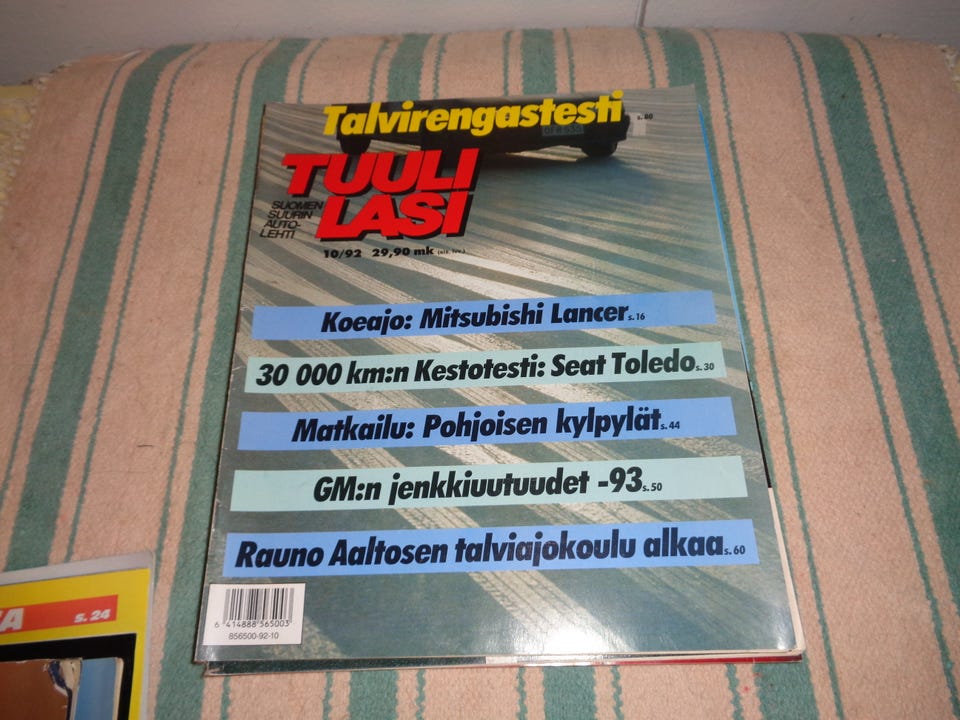 Talvirengastesti s. 80
TUULI
LASI
SUOMEN
SUURIN
AUTO-
LEHTI
10/92 29,90 mk (sis. lvv.)
Koeajo: Mitsubishi Lancer s. 16
30 000 km:n Kestotesti: Seat Toledo s. 30
Matkailu: Pohjoisen kylpylät s. 44
GM:n jenkkiuutuudet -93 s. 50
Rauno Aaltosen talviajokoulu alkaa s. 60
6 414888 565003
856500-92-10
s. 24